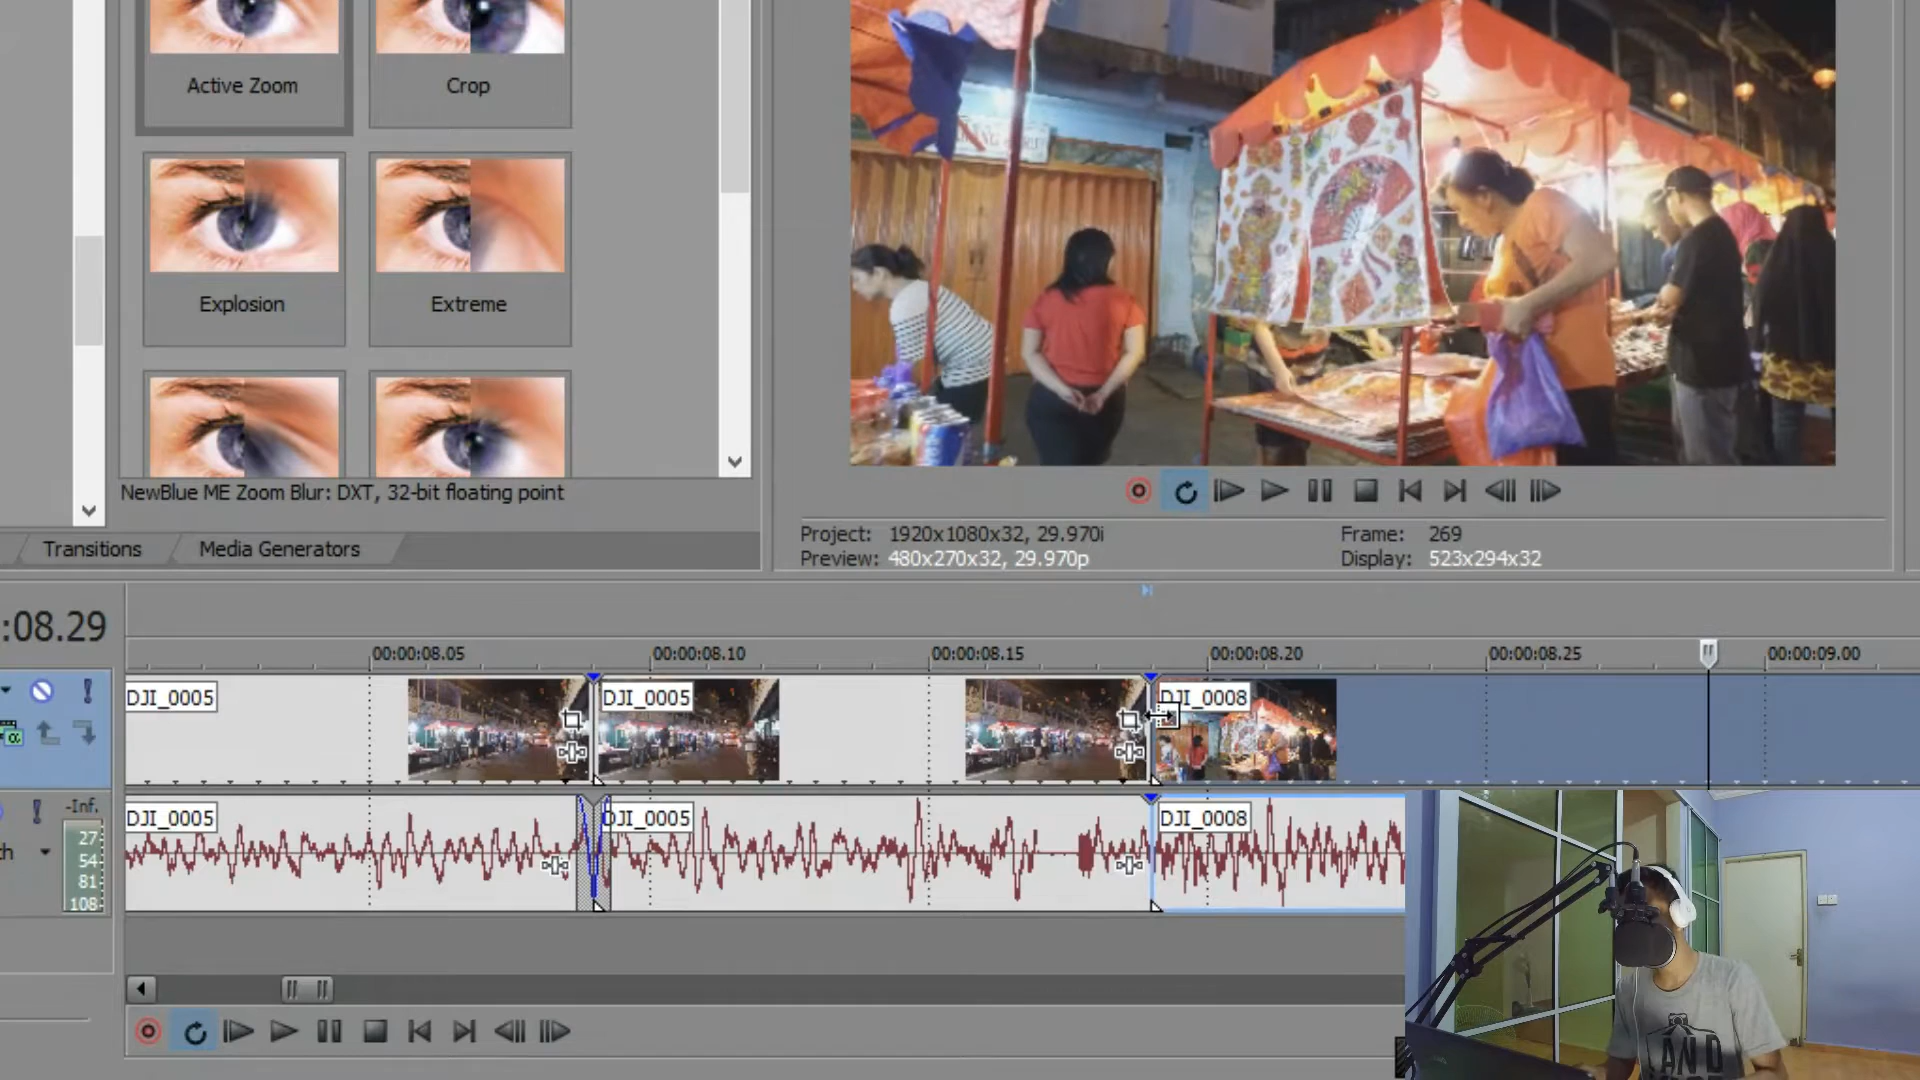 Active Zoom
Crop
Explosion
Extreme
NewBlue ME Zoom Blur: DXT, 32-bit floating point
Transitions
Media Generators
Project: 1920x1080x32, 29.970i
Frame: 269
Preview: 480x270x32, 29.970p
Display: 523x294x32
:08.29
00:00:08.05
00:00:08.10
00:00:08.15
00:00:08.20
00:00:08.25
00:00:09.00
DJI_0005
DJI_0005
DJI_0008
-Inf.
27
54
81
108
DJI_0005
DJI_0005
DJI_0008
AND